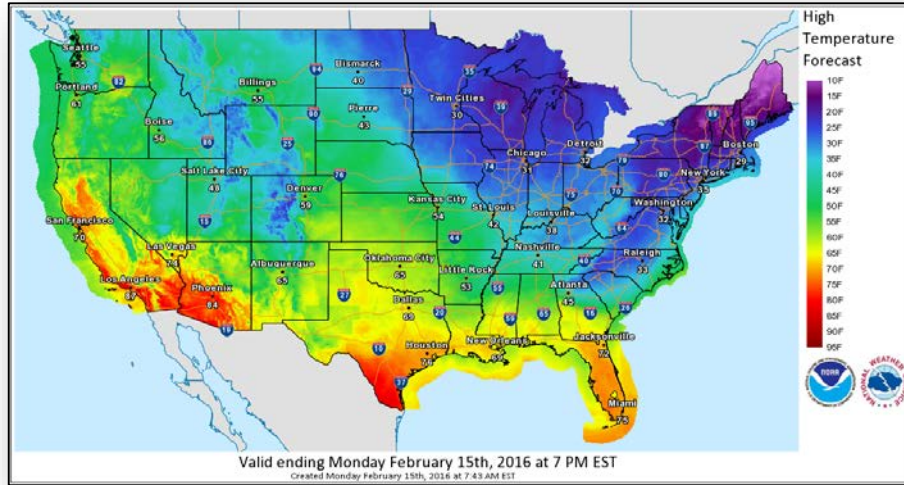 High
Temperature
Forecast
10F
15F
20F
25F
30F
35F
40F
45F
50F
55F
60F
65F
70F
75F
80F
85F
90F
95F
Seattle
55
Portland
61
Boise
56
Billings
55
Bismarck
40
Pierre
43
Twin Cities
30
Chicago
31
Detroit
32
Boston
29
New York
35
Washington
32
Salt Lake City
48
Denver
59
Kansas City
54
St. Louis
42
Louisville
38
Nashville
41
Raleigh
33
San Francisco
70
Las Vegas
74
Los Angeles
87
Phoenix
84
Albuquerque
65
Oklahoma City
65
Little Rock
53
Atlanta
45
Dallas
69
Houston
76
New Orleans
69
Jacksonville
72
Miami
75
NOAA
Valid ending Monday February 15th, 2016 at 7 PM EST
Created Monday February 15th, 2016 at 7:43 AM EST